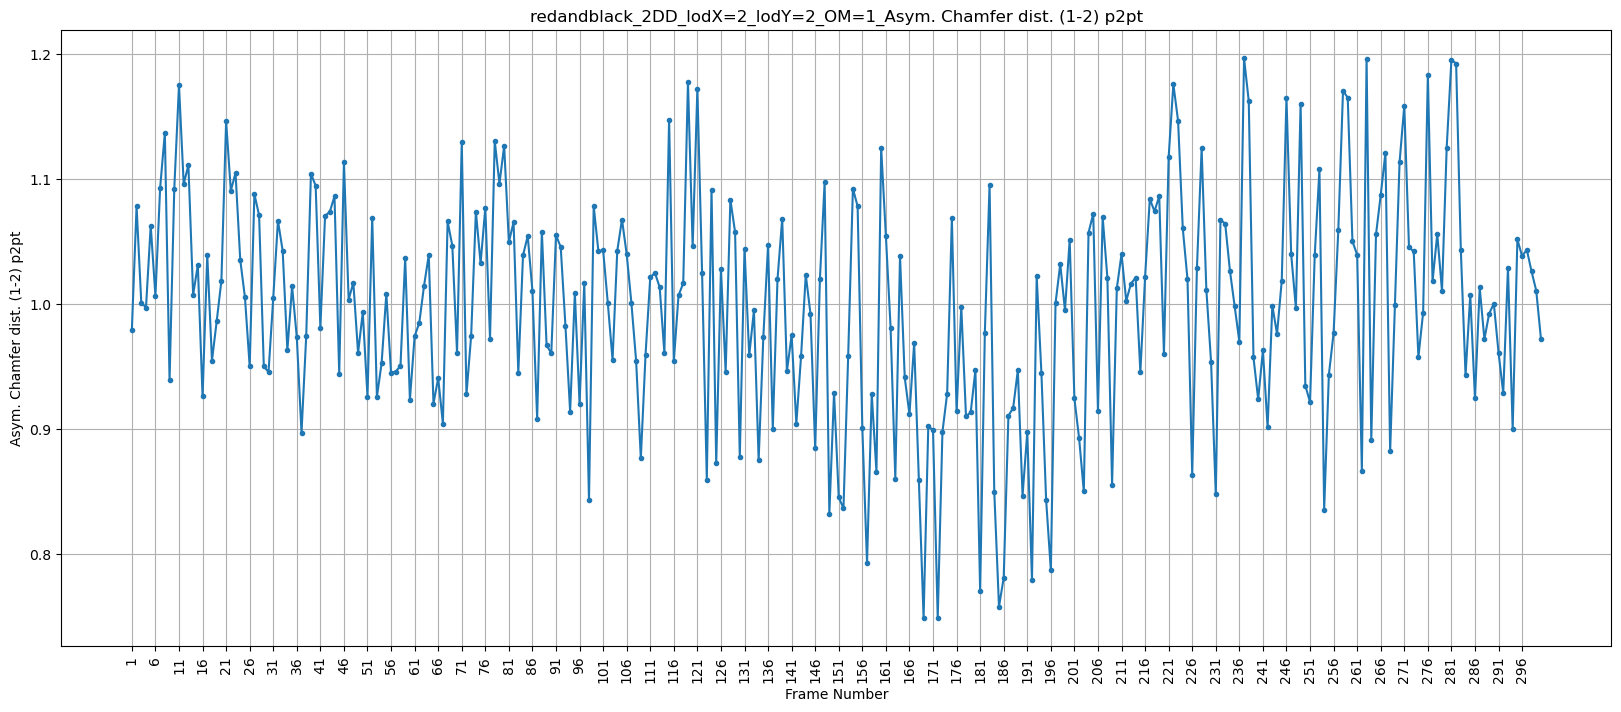 redandblack_2DD_lodX=2_lodY=2_OM=1_Asym. Chamfer dist. (1-2) p2pt
Asym. Chamfer dist. (1-2) p2pt
1.2
1.1
1.0
0.9
0.8
1 6 11 16 21 26 31 36 41 46 51 56 61 66 71 76 81 86 91 96 101 106 111 116 121 126 131 136 141 146 151 156 161 166 171 176 181 186 191 196 201 206 211 216 221 226 231 236 241 246 251 256 261 266 271 276 281 286 291 296
Frame Number